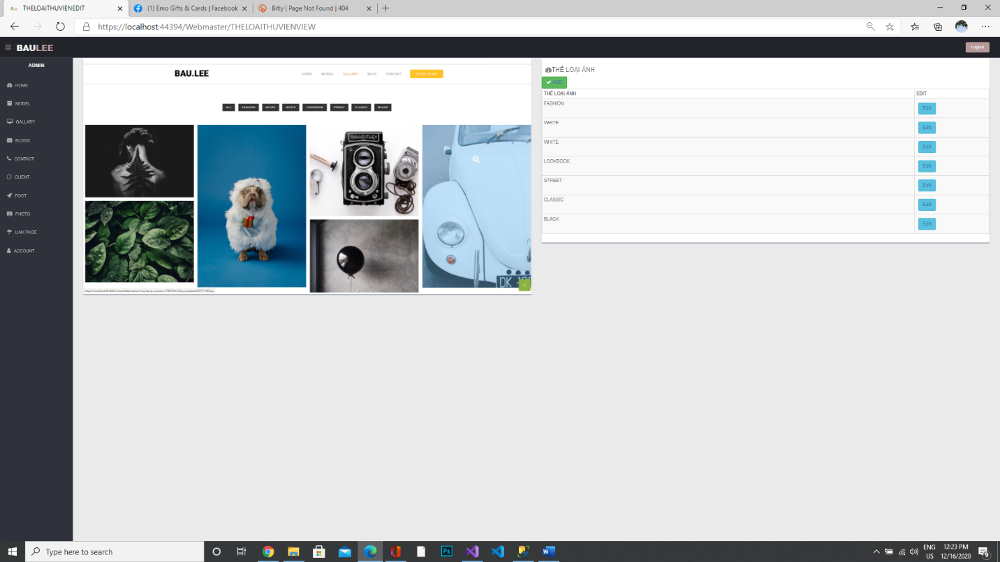 THELOAITHUVIENEDIT
(1) Emo Gifts & Cards | Facebook
Bitly | Page Not Found | 404
https://localhost:44394/Webmaster/THELOAITHUVIENVIEW
BAULEE
Logout
ADMIN
HOME
MODEL
GALLARY
BLOGS
CONTACT
CLIENT
FOOT
PHOTO
LINK PAGE
ACCOUNT
BAU.LEE
HOME MODEL GALLARY BLOG CONTACT BOOK NOW
ALL FASHION WHITE WHITE LOOKBOOK STREET CLASSIC BLACK
ROLLEIFLEX
THỂ LOẠI ẢNH
ADD
THỂ LOẠI ẢNH EDIT
FASHION Edit
WHITE Edit
WHITE Edit
LOOKBOOK Edit
STREET Edit
CLASSIC Edit
BLACK Edit
Type here to search
ENG
US
12:23 PM
12/16/2020
9